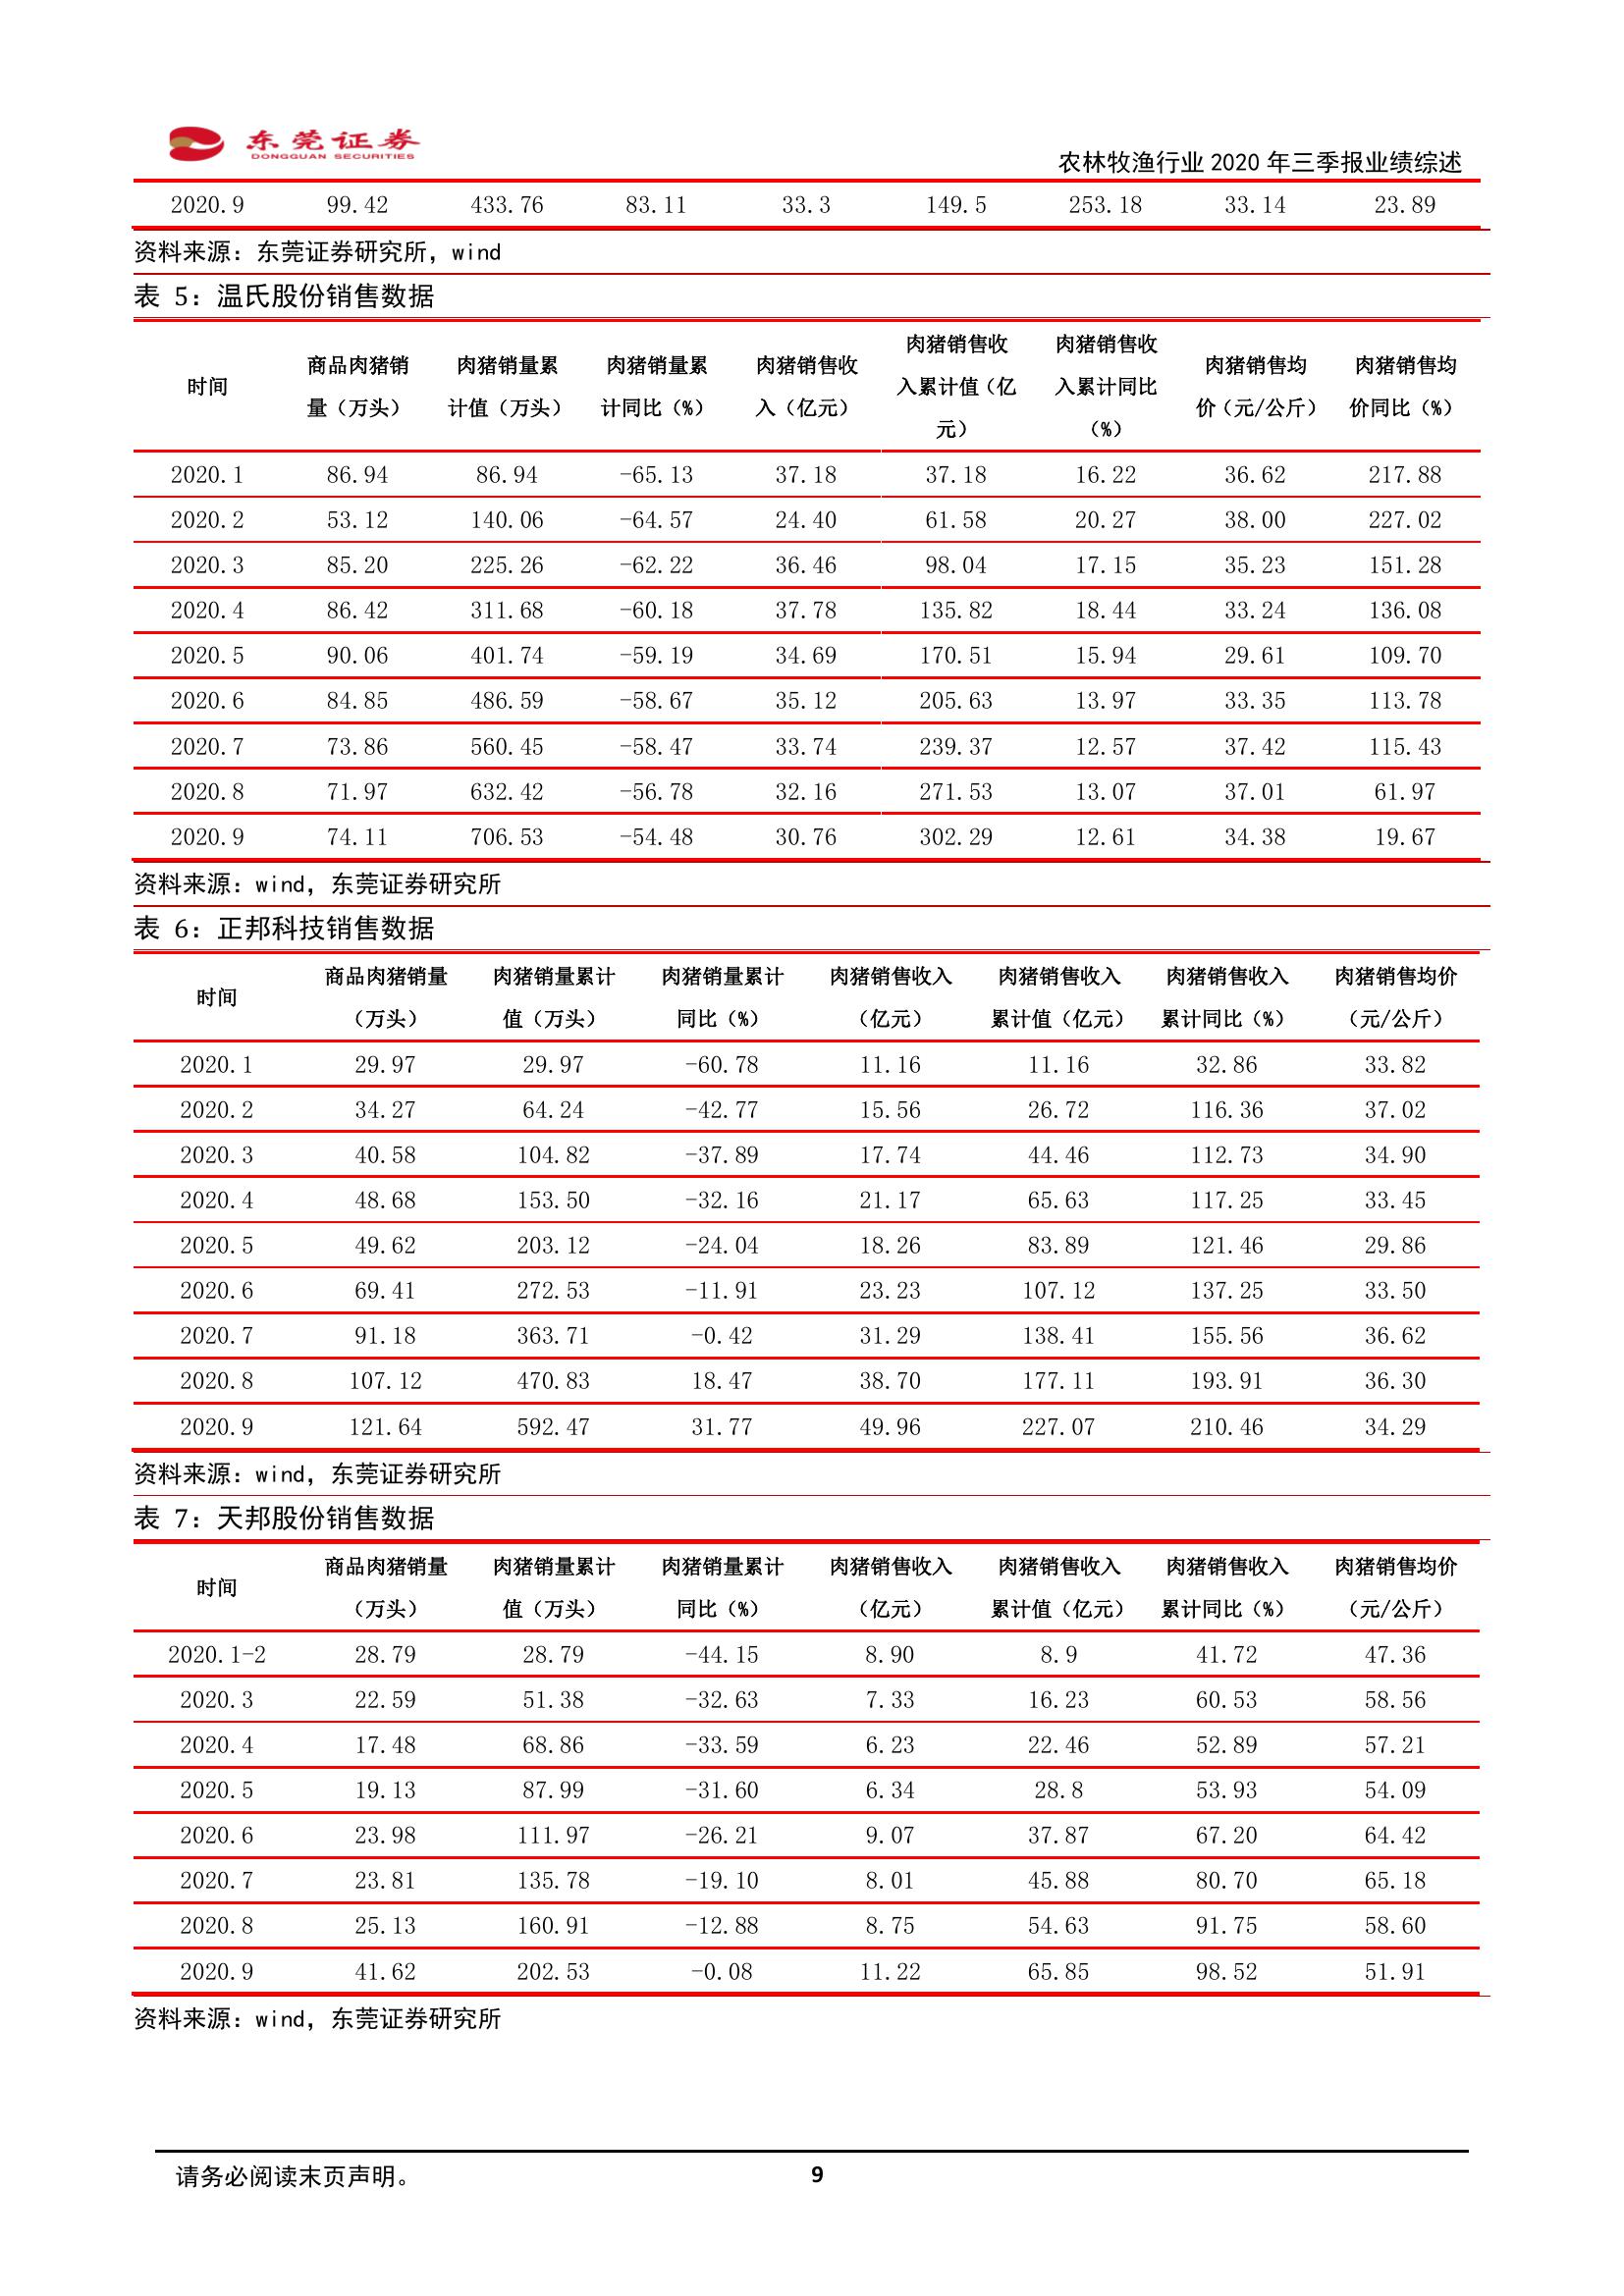 东莞证券
DONGGUAN SECURITIES
农林牧渔行业 2020 年三季报业绩综述
2020.9 99.42 433.76 83.11 33.3 149.5 253.18 33.14 23.89
资料来源：东莞证券研究所，wind
表 5：温氏股份销售数据
时间 商品肉猪销量（万头） 肉猪销量累计值（万头） 肉猪销量累计同比（%） 肉猪销售收入（亿元） 肉猪销售收入累计值（亿元） 肉猪销售收入累计同比（%） 肉猪销售均价（元/公斤） 肉猪销售均价同比（%）
2020.1 86.94 86.94 -65.13 37.18 37.18 16.22 36.62 217.88
2020.2 53.12 140.06 -64.57 24.40 61.58 20.27 38.00 227.02
2020.3 85.20 225.26 -62.22 36.46 98.04 17.15 35.23 151.28
2020.4 86.42 311.68 -60.18 37.78 135.82 18.44 33.24 136.08
2020.5 90.06 401.74 -59.19 34.69 170.51 15.94 29.61 109.70
2020.6 84.85 486.59 -58.67 35.12 205.63 13.97 33.35 113.78
2020.7 73.86 560.45 -58.47 33.74 239.37 12.57 37.42 115.43
2020.8 71.97 632.42 -56.78 32.16 271.53 13.07 37.01 61.97
2020.9 74.11 706.53 -54.48 30.76 302.29 12.61 34.38 19.67
资料来源：wind，东莞证券研究所
表 6：正邦科技销售数据
时间 商品肉猪销量（万头） 肉猪销量累计值（万头） 肉猪销量累计同比（%） 肉猪销售收入（亿元） 肉猪销售收入累计值（亿元） 肉猪销售收入累计同比（%） 肉猪销售均价（元/公斤）
2020.1 29.97 29.97 -60.78 11.16 11.16 32.86 33.82
2020.2 34.27 64.24 -42.77 15.56 26.72 116.36 37.02
2020.3 40.58 104.82 -37.89 17.74 44.46 112.73 34.90
2020.4 48.68 153.50 -32.16 21.17 65.63 117.25 33.45
2020.5 49.62 203.12 -24.04 18.26 83.89 121.46 29.86
2020.6 69.41 272.53 -11.91 23.23 107.12 137.25 33.50
2020.7 91.18 363.71 -0.42 31.29 138.41 155.56 36.62
2020.8 107.12 470.83 18.47 38.70 177.11 193.91 36.30
2020.9 121.64 592.47 31.77 49.96 227.07 210.46 34.29
资料来源：wind，东莞证券研究所
表 7：天邦股份销售数据
时间 商品肉猪销量（万头） 肉猪销量累计值（万头） 肉猪销量累计同比（%） 肉猪销售收入（亿元） 肉猪销售收入累计值（亿元） 肉猪销售收入累计同比（%） 肉猪销售均价（元/公斤）
2020.1-2 28.79 28.79 -44.15 8.90 8.9 41.72 47.36
2020.3 22.59 51.38 -32.63 7.33 16.23 60.53 58.56
2020.4 17.48 68.86 -33.59 6.23 22.46 52.89 57.21
2020.5 19.13 87.99 -31.60 6.34 28.8 53.93 54.09
2020.6 23.98 111.97 -26.21 9.07 37.87 67.20 64.42
2020.7 23.81 135.78 -19.10 8.01 45.88 80.70 65.18
2020.8 25.13 160.91 -12.88 8.75 54.63 91.75 58.60
2020.9 41.62 202.53 -0.08 11.22 65.85 98.52 51.91
资料来源：wind，东莞证券研究所
请务必阅读末页声明。 9